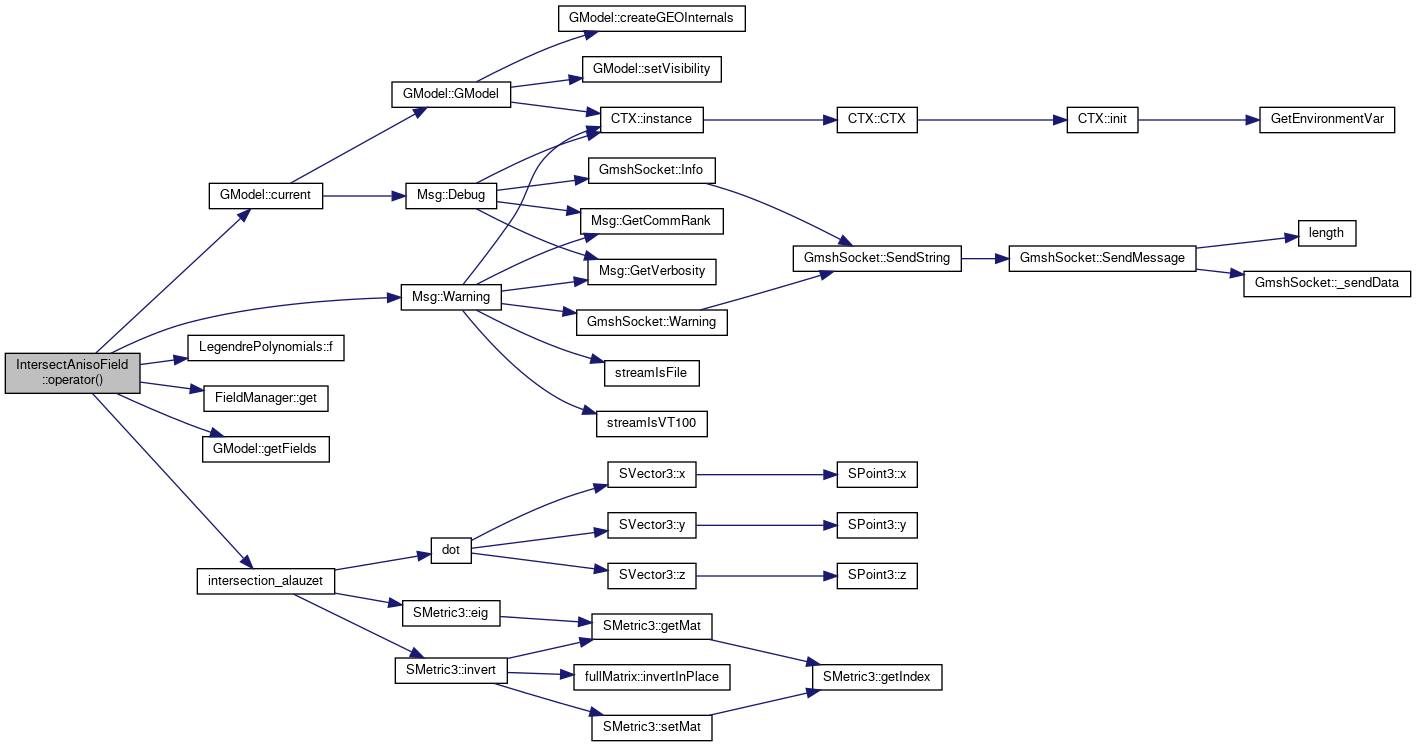 GModel::createGEOInternals
GModel::setVisibility
GModel::GModel
CTX::instance
CTX::CTX
CTX::init
GetEnvironmentVar
GmshSocket::Info
GModel::current
Msg::Debug
Msg::GetCommRank
length
GmshSocket::SendString
GmshSocket::SendMessage
Msg::GetVerbosity
GmshSocket::_sendData
Msg::Warning
GmshSocket::Warning
LegendrePolynomials::f
IntersectAnisoField
::operator()
streamIsFile
FieldManager::get
streamIsVT100
GModel::getFields
SVector3::x
SPoint3::x
SVector3::y
SPoint3::y
dot
SVector3::z
SPoint3::z
intersection_alauzet
SMetric3::eig
SMetric3::getMat
SMetric3::invert
fullMatrix::invertInPlace
SMetric3::getIndex
SMetric3::setMat